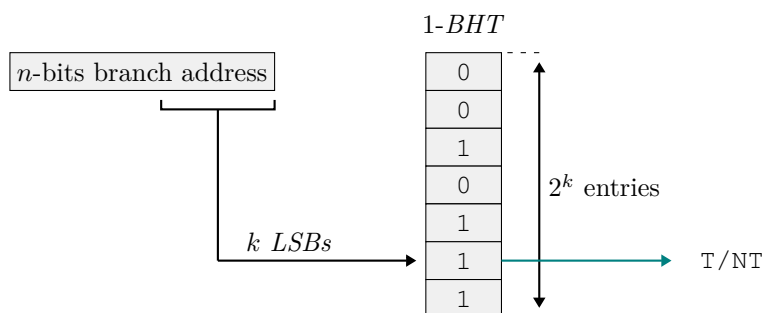 1-BHT
n-bits branch address
0
0
1
0
2^k entries
1
k LSBs
1
T/NT
1